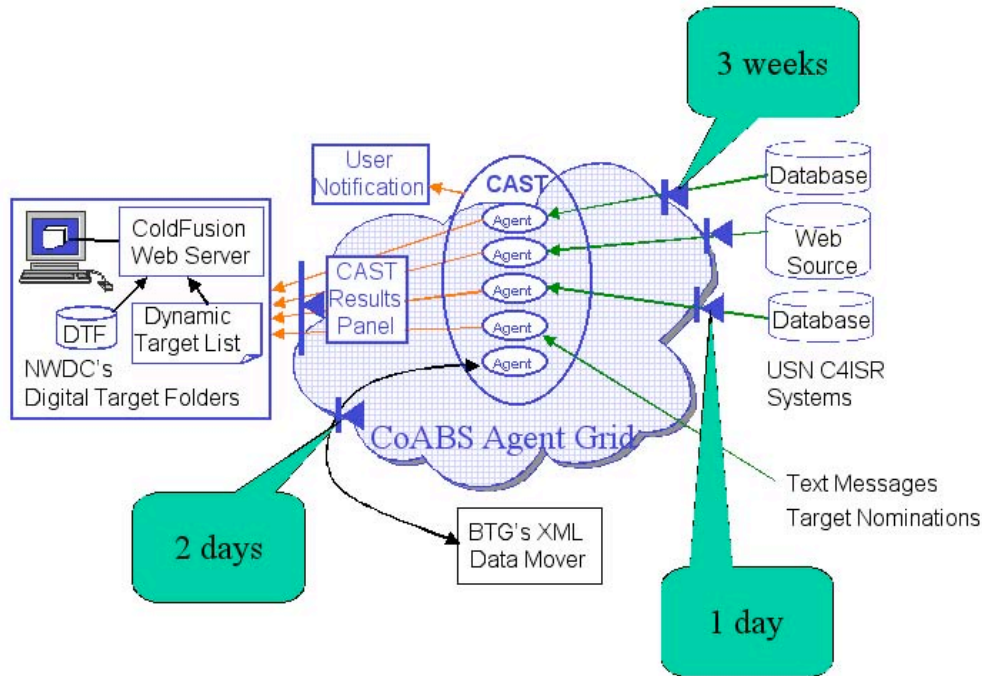 3 weeks
User
Notification
CAST
Database
Agent
ColdFusion
Web Server
Agent
Web
Source
CAST
Results
Panel
Agent
DTF
Dynamic
Target List
Agent
Database
NWDC's
Digital Target Folders
Agent
USN C4ISR
Systems
CoABS Agent Grid
Text Messages
Target Nominations
2 days
BTG's XML
Data Mover
1 day